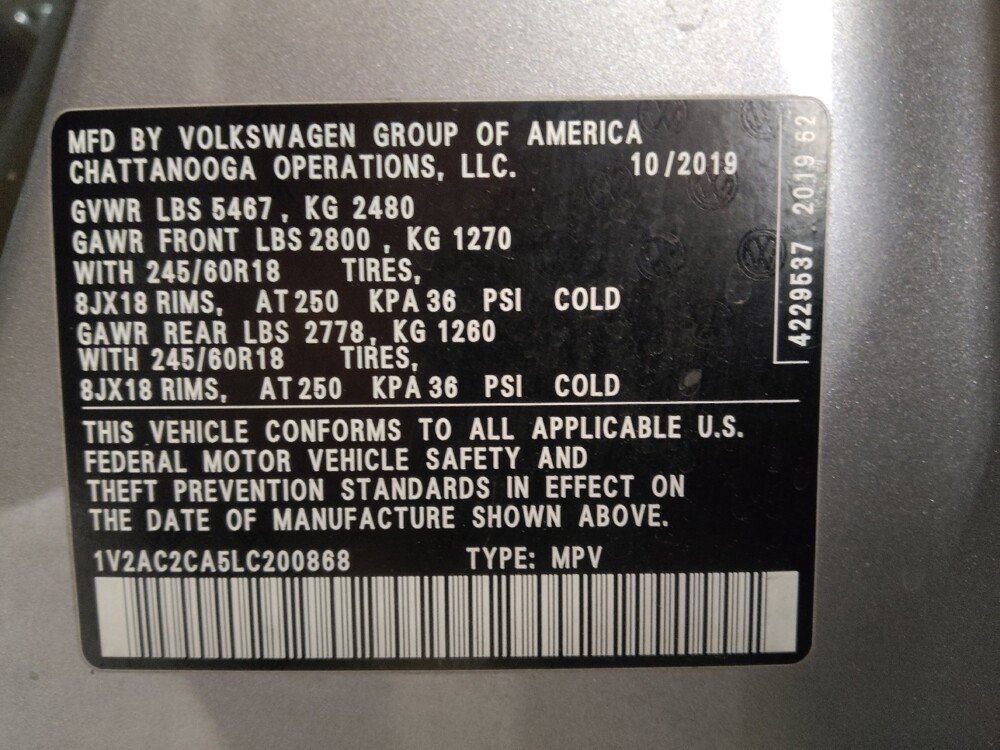 MFD BY VOLKSWAGEN GROUP OF AMERICA
CHATTANOOGA OPERATIONS, LLC. 10/2019
GVWR LBS 5467, KG 2480
GAWR FRONT LBS 2800, KG 1270
WITH 245/60R18 TIRES,
8JX18 RIMS, AT 250 KPA 36 PSI COLD
GAWR REAR LBS 2778, KG 1260
WITH 245/60R18 TIRES,
8JX18 RIMS, AT 250 KPA 36 PSI COLD
THIS VEHICLE CONFORMS TO ALL APPLICABLE U.S.
FEDERAL MOTOR VEHICLE SAFETY AND
THEFT PREVENTION STANDARDS IN EFFECT ON
THE DATE OF MANUFACTURE SHOWN ABOVE.
1V2AC2CA5LC200868 TYPE: MPV
4229537 2019 62